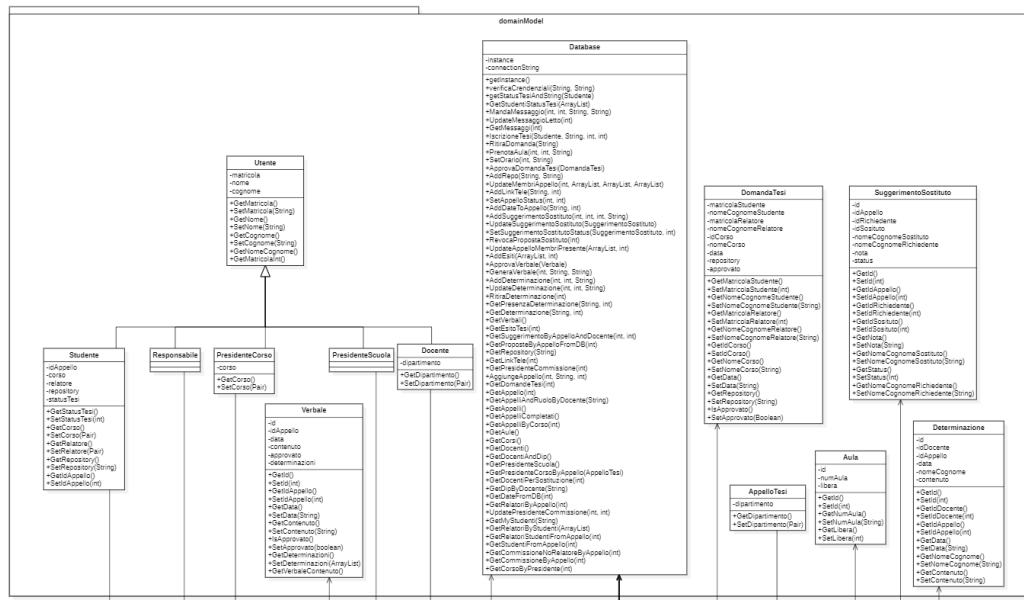 domainModel
Database
-instance
-connectionString
+getInstance()
+verificaCrendenziali(String, String)
+getStatusTesiAndString(Studente)
+GetStudentiStatusTesi(ArrayList)
+MandaMessaggio(int, int, String, String)
+UpdateMessaggioLetto(int)
+GetMessaggi(int)
+IscrizioneTesi(Studente, String, int, int)
+RitiraDomanda(String)
+PrenotaAula(int, int, String)
+SetOrario(int, String)
+ApprovaDomandaTesi(DomandaTesi)
+AddRepo(String, String)
+UpdateMembriAppello(int, ArrayList, ArrayList, ArrayList)
+AddLinkTele(String, int)
+SetAppelloStatus(int, int)
+AddDateToAppello(String, int)
+AddSuggerimentoSostituto(int, int, int, String)
+UpdateSuggerimentoSostituto(SuggerimentoSostituto)
+SetSuggerimentoSostitutoStatus(SuggerimentoSostituto, int)
+RevocaPropostaSostituto(int)
+UpdateAppelloMembriPresente(ArrayList, int)
+AddEsiti(ArrayList, int)
+ApprovaVerbale(Verbale)
+GeneraVerbale(int, String, String)
+AddDeterminazione(int, int, String)
+UpdateDeterminazione(int, int, String)
+RitiraDeterminazione(int)
+GetPresenzaDeterminazione(String, int)
+GetDeterminazione(String, int)
+GetVerbali()
+GetEsitoTesi(int)
+GetSuggerimentoByAppelloAndDocente(int, int)
+GetProposteByAppelloFromDB(int)
+GetRepository(String)
+GetLinkTele(int)
+GetPresidenteCommissione(int)
+AggiungeAppello(int, String, int)
+GetDomandeTesi(int)
+GetAppello(int)
+GetAppelliAndRuoloByDocente(String)
+GetAppelli()
+GetAppelliCompletati()
+GetAppelliByCorso(int)
+GetAule()
+GetCorsi()
+GetDocenti()
+GetDocentiAndDip()
+GetPresidenteScuola()
+GetPresidenteCorsoByAppello(AppelloTesi)
+GetDocentiPerSostituzione(int)
+GetDipByDocente(String)
+GetDateFromDB(int)
+GetRelatoriByAppello(int)
+UpdatePresidenteCommissione(int, int)
+GetMyStudenti(String)
+GetRelatoriByStudenti(ArrayList)
+GetRelatoriStudentiFromAppello(int)
+GetStudentiFromAppello(int)
+GetCommissioneNoRelatoreByAppello(int)
+GetCommissioneByAppello(int)
+GetCorsoByPresidente(int)
Utente
-matricola
-nome
-cognome
+GetMatricola()
+SetMatricola(String)
+GetNome()
+SetNome(String)
+GetCognome()
+SetCognome(String)
+GetNomeCognome()
+GetMatricolaInt()
DomandaTesi
-matricolaStudente
-nomeCognomeStudente
-matricolaRelatore
-nomeCognomeRelatore
-idCorso
-nomeCorso
-data
-repository
-approvato
+GetMatricolaStudente()
+SetMatricolaStudente(int)
+GetNomeCognomeStudente()
+SetNomeCognomeStudente(String)
+GetMatricolaRelatore()
+SetMatricolaRelatore(int)
+GetNomeCognomeRelatore()
+SetNomeCognomeRelatore(String)
+GetIdCorso()
+SetIdCorso()
+GetNomeCorso()
+SetNomeCorso(String)
+GetData()
+SetData(String)
+GetRepository()
+SetRepository(String)
+IsApprovato()
+SetApprovato(Boolean)
SuggerimentoSostituto
-id
-idAppello
-idRichiedente
-idSosituto
-nomeCognomeSostituto
-nomeCognomeRichiedente
-nota
-status
+GetId()
+SetId(int)
+GetIdAppello()
+SetIdAppello(int)
+GetIdRichiedente()
+SetIdRichiedente(int)
+GetIdSosituto()
+SetIdSosituto(int)
+GetNota()
+SetNota(String)
+GetNomeCognomeSostituto()
+SetNomeCognomeSostituto(String)
+GetStatus()
+SetStatus(int)
+GetNomeCognomeRichiedente()
+SetNomeCognomeRichiedente(String)
Studente
-idAppello
-corso
-relatore
-repository
-statusTesi
+GetStatusTesi()
+SetStatusTesi(int)
+GetCorso()
+SetCorso(Pair)
+GetRelatore()
+SetRelatore(Pair)
+GetRepository()
+SetRepository(String)
+GetIdAppello()
+SetIdAppello(int)
Responsabile
PresidenteCorso
-corso
+GetCorso()
+SetCorso(Pair)
PresidenteScuola
Docente
-dipartimento
+GetDipartimento()
+SetDipartimento(Pair)
Verbale
-id
-idAppello
-data
-contenuto
-approvato
-determinazioni
+GetId()
+SetId(int)
+GetIdAppello()
+SetIdAppello(int)
+GetData()
+SetData(String)
+GetContenuto()
+SetContenuto(String)
+IsApprovato()
+SetApprovato(boolean)
+GetDeterminazioni()
+SetDeterminazioni(ArrayList)
+GetVerbaleContenuto()
AppelloTesi
-dipartimento
+GetDipartimento()
+SetDipartimento(Pair)
Aula
-id
-numAula
-libera
+GetId()
+SetId(int)
+GetNumAula()
+SetNumAula(String)
+GetLibera()
+SetLibera(int)
Determinazione
-id
-idDocente
-idAppello
-data
-nomeCognome
-contenuto
+GetId()
+SetId(int)
+GetIdDocente()
+SetIdDocente(int)
+GetIdAppello()
+SetIdAppello(int)
+GetData()
+SetData(String)
+GetNomeCognome()
+SetNomeCognome(String)
+GetContenuto()
+SetContenuto(String)